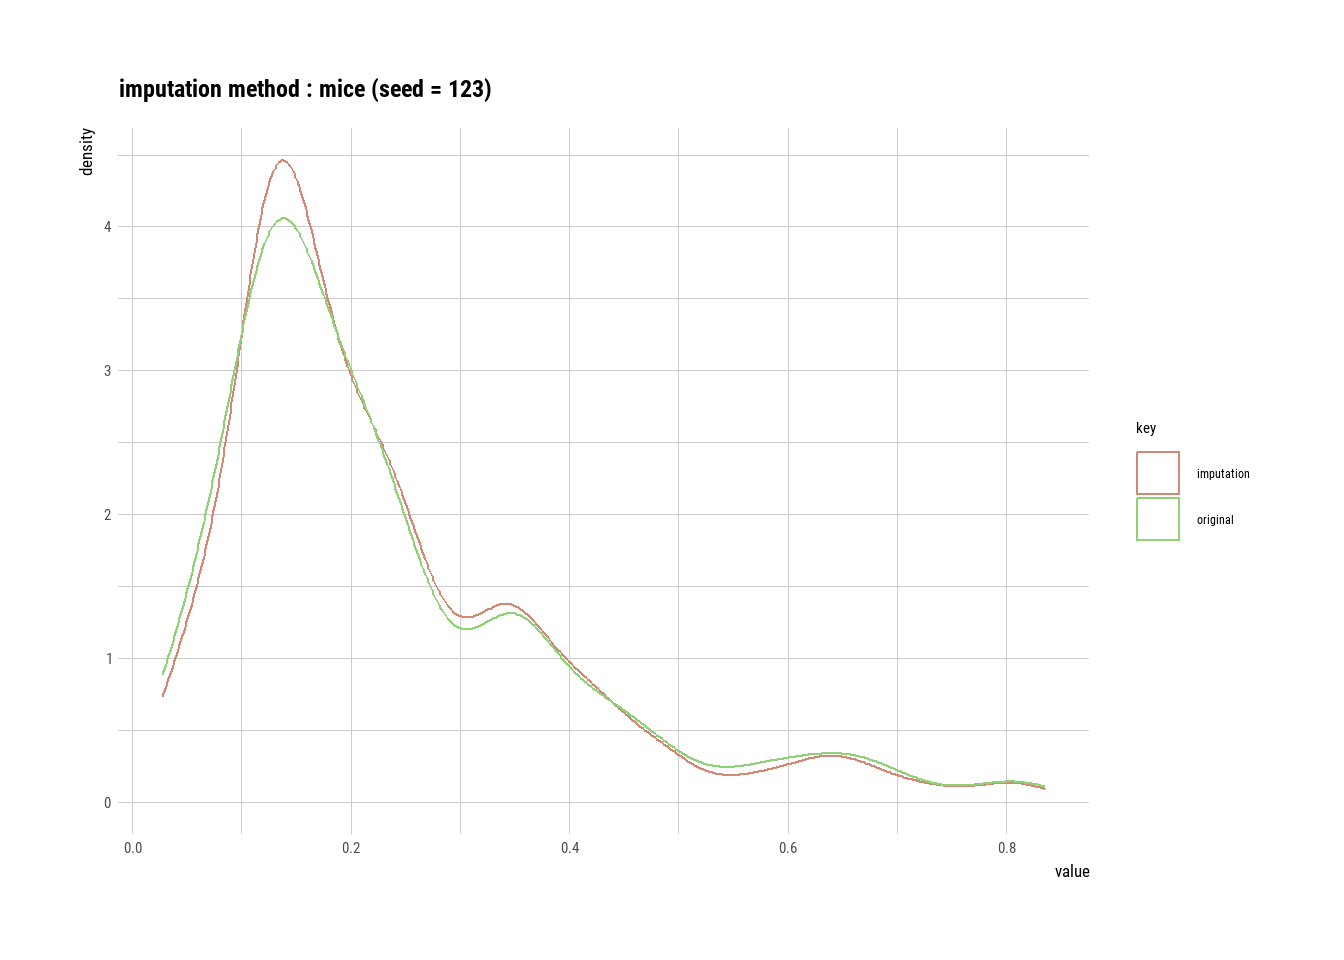 imputation method : mice (seed = 123)
density
4
3
2
1
0
0.0
0.2
0.4
0.6
0.8
value
key
imputation
original